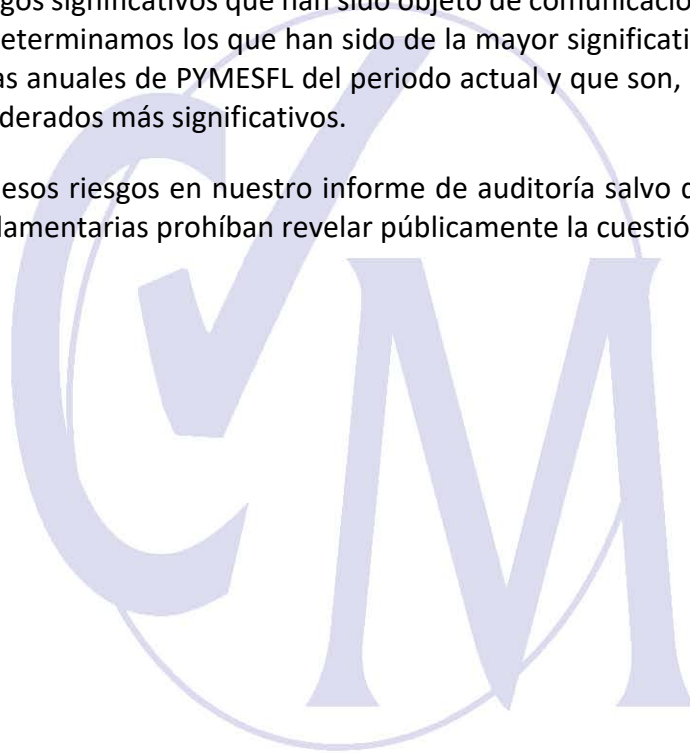 gos significativos que han sido objeto de comunicació
eterminamos los que han sido de la mayor significati
as anuales de PYMESFL del periodo actual y que son,
derados más significativos.
esos riesgos en nuestro informe de auditoría salvo
lamentarias prohíban revelar públicamente la cuestió
CM